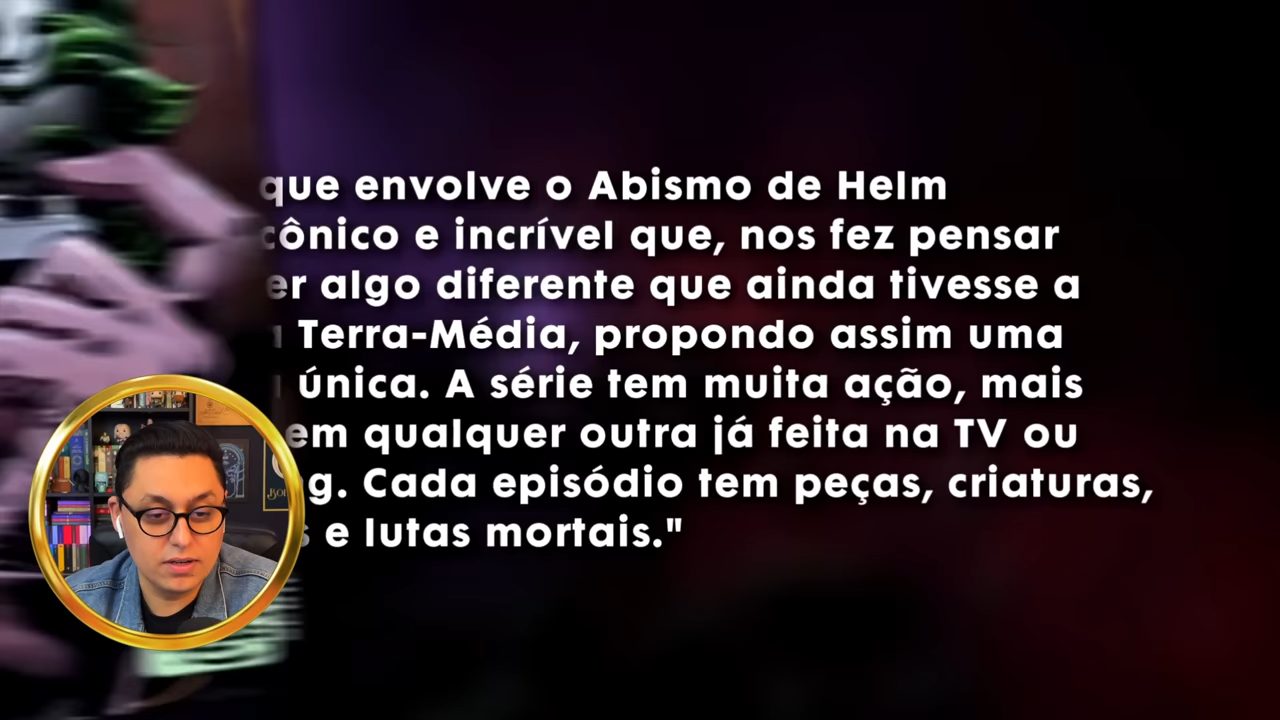 que envolve o Abismo de Helm
cônico e incrível que, nos fez pensar
er algo diferente que ainda tivesse a
Terra-Média, propondo assim uma
única. A série tem muita ação, mais
em qualquer outra já feita na TV ou
g. Cada episódio tem peças, criaturas,
e lutas mortais."